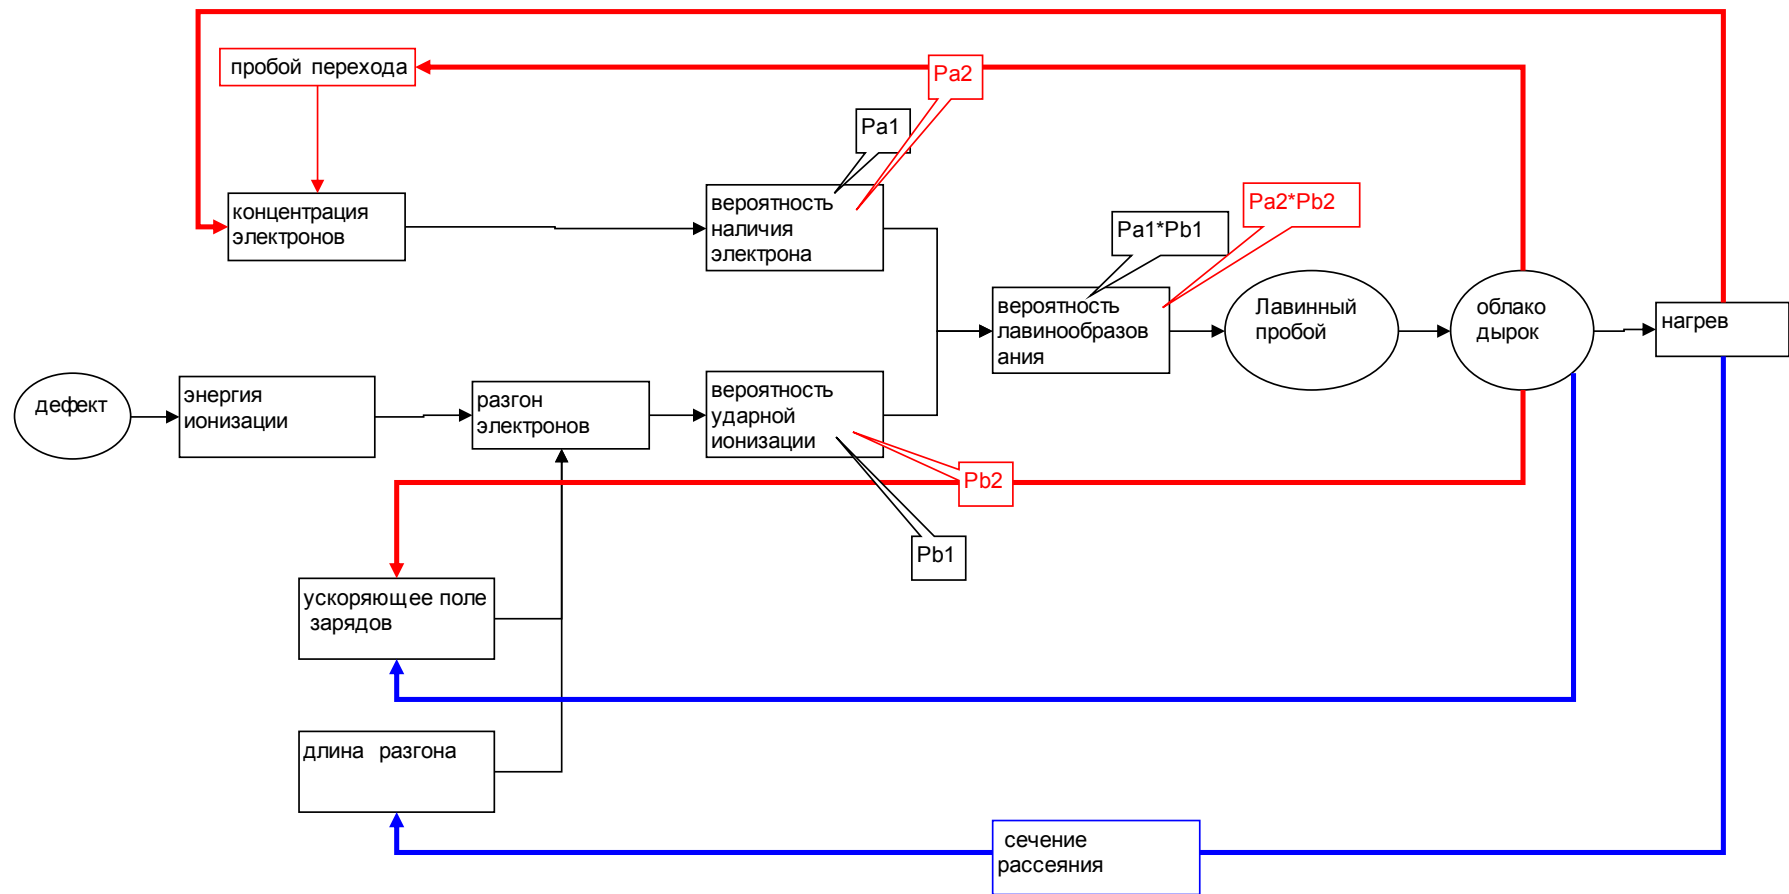 пробой перехода
Pa2
Pa1
концентрация
электронов
вероятность
наличия
электрона
Pa2*Pb2
Pa1*Pb1
вероятность
лавинообразов
ания
Лавинный
пробой
облако
дырок
нагрев
дефект
энергия
ионизации
разгон
электронов
вероятность
ударной
ионизации
Pb2
Pb1
ускоряющее поле
зарядов
длина разгона
сечение
рассеяния